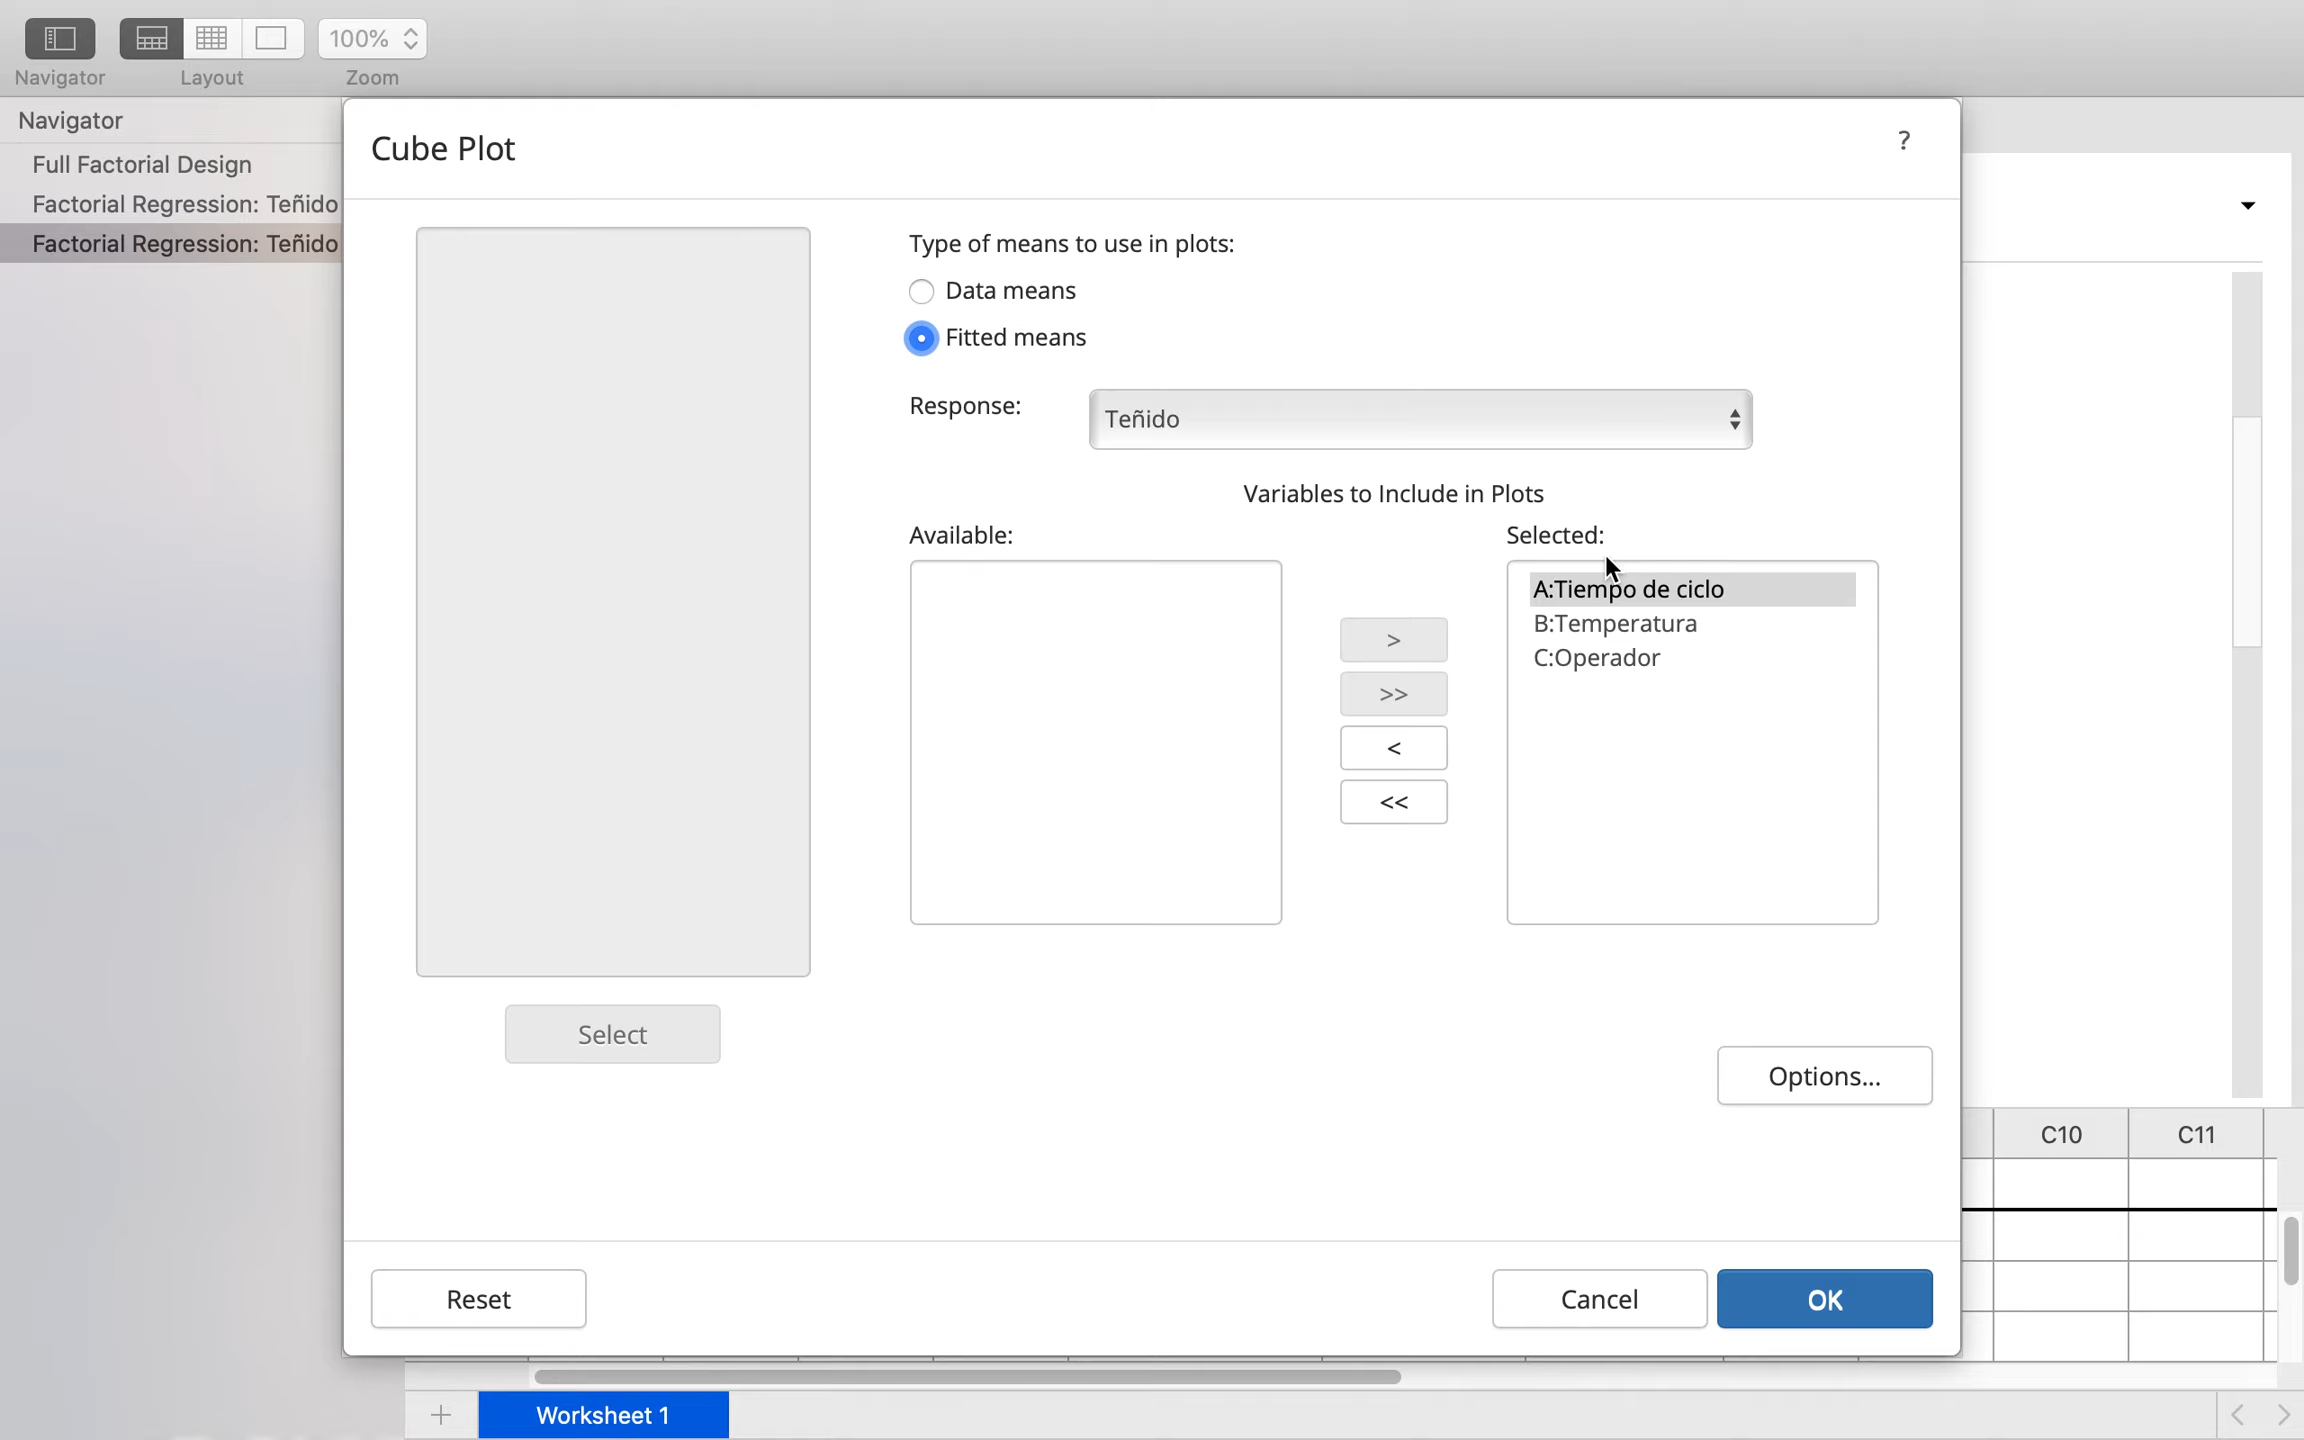 100%
Navigator
Layout
Zoom
Navigator
Full Factorial Design
Factorial Regression: Teñido
Factorial Regression: Teñido
Cube Plot
?
Type of means to use in plots:
Data means
Fitted means
Response:
Teñido
Variables to Include in Plots
Available:
Selected:
A:Tiempo de ciclo
B:Temperatura
C:Operador
>
>>
<
<<
Select
Options...
C10
C11
Reset
Cancel
OK
+
Worksheet 1
< >